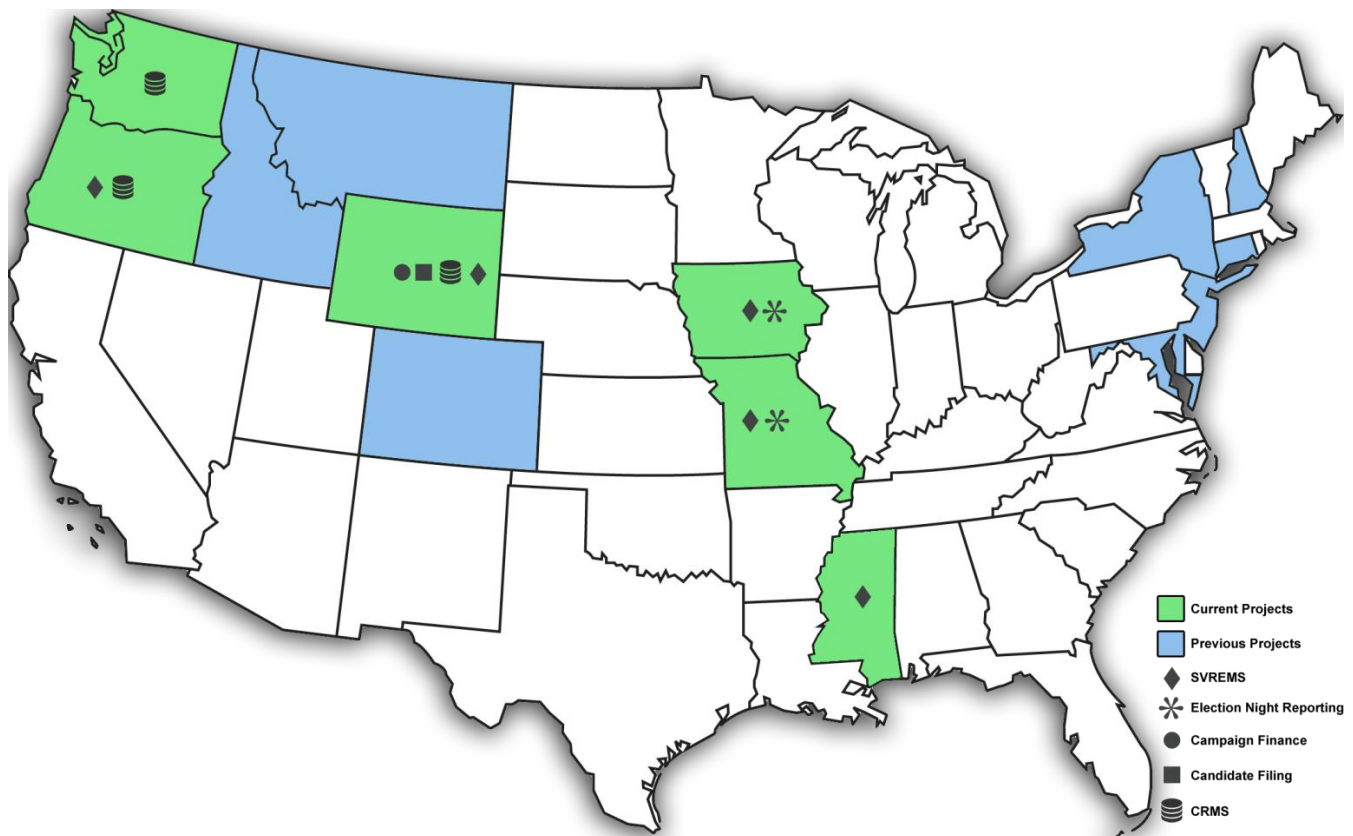 Current Projects
Previous Projects
SVREMS
Election Night Reporting
Campaign Finance
Candidate Filing
CRMS